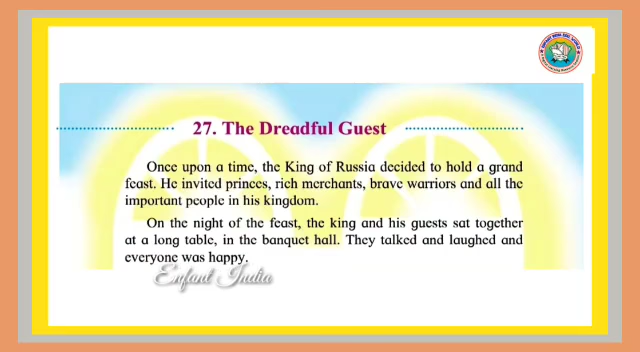 27. The Dreadful Guest
Once upon a time, the King of Russia decided to hold a grand
feast. He invited princes, rich merchants, brave warriors and all the
important people in his kingdom.
On the night of the feast, the king and his guests sat together
at a long table, in the banquet hall. They talked and laughed and
everyone was happy.
Enfant India